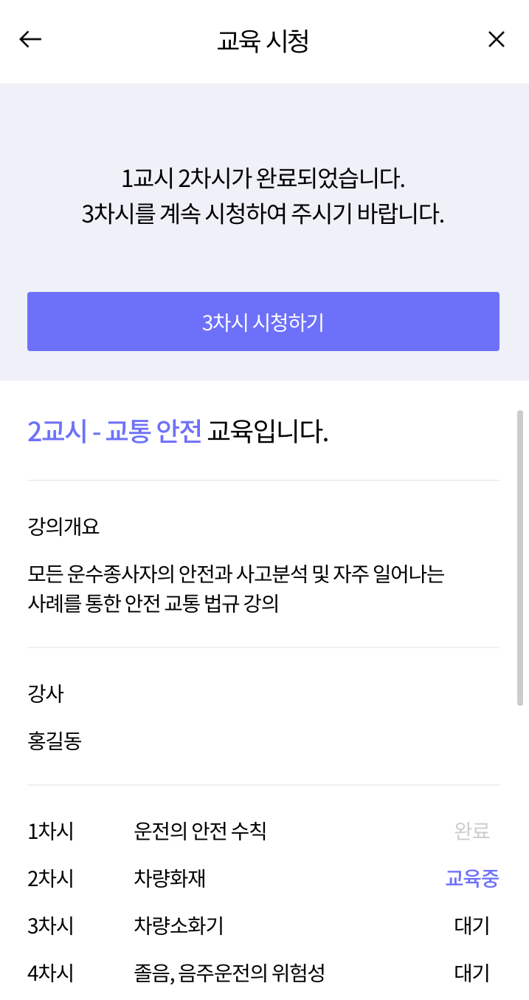 교육 시청
1교시 2차시가 완료되었습니다.
3차시를 계속 시청하여 주시기 바랍니다.
3차시 시청하기
2교시 - 교통 안전 교육입니다.
강의개요
모든 운수종사자의 안전과 사고분석 및 자주 일어나는
사례를 통한 안전 교통 법규 강의
강사
홍길동
1차시 운전의 안전 수칙 완료
2차시 차량화재 교육중
3차시 차량소화기 대기
4차시 졸음, 음주운전의 위험성 대기